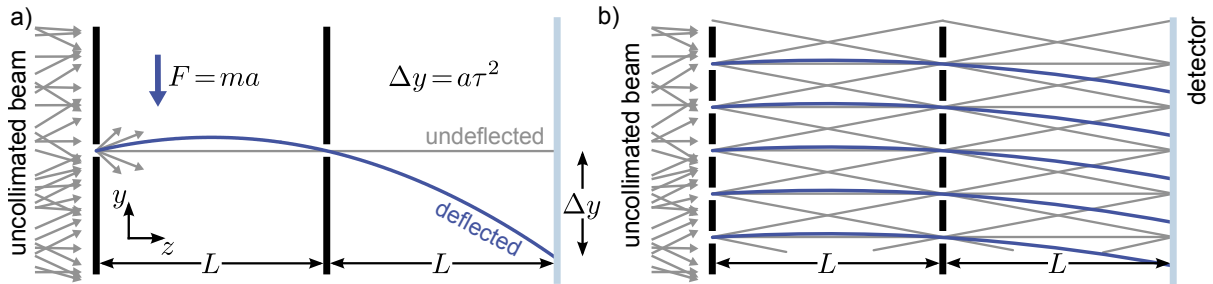 a)
uncollimated beam
F = ma
Δy = aτ²
undeflected
deflected
Δy
y
z
L
L
b)
uncollimated beam
detector
L
L